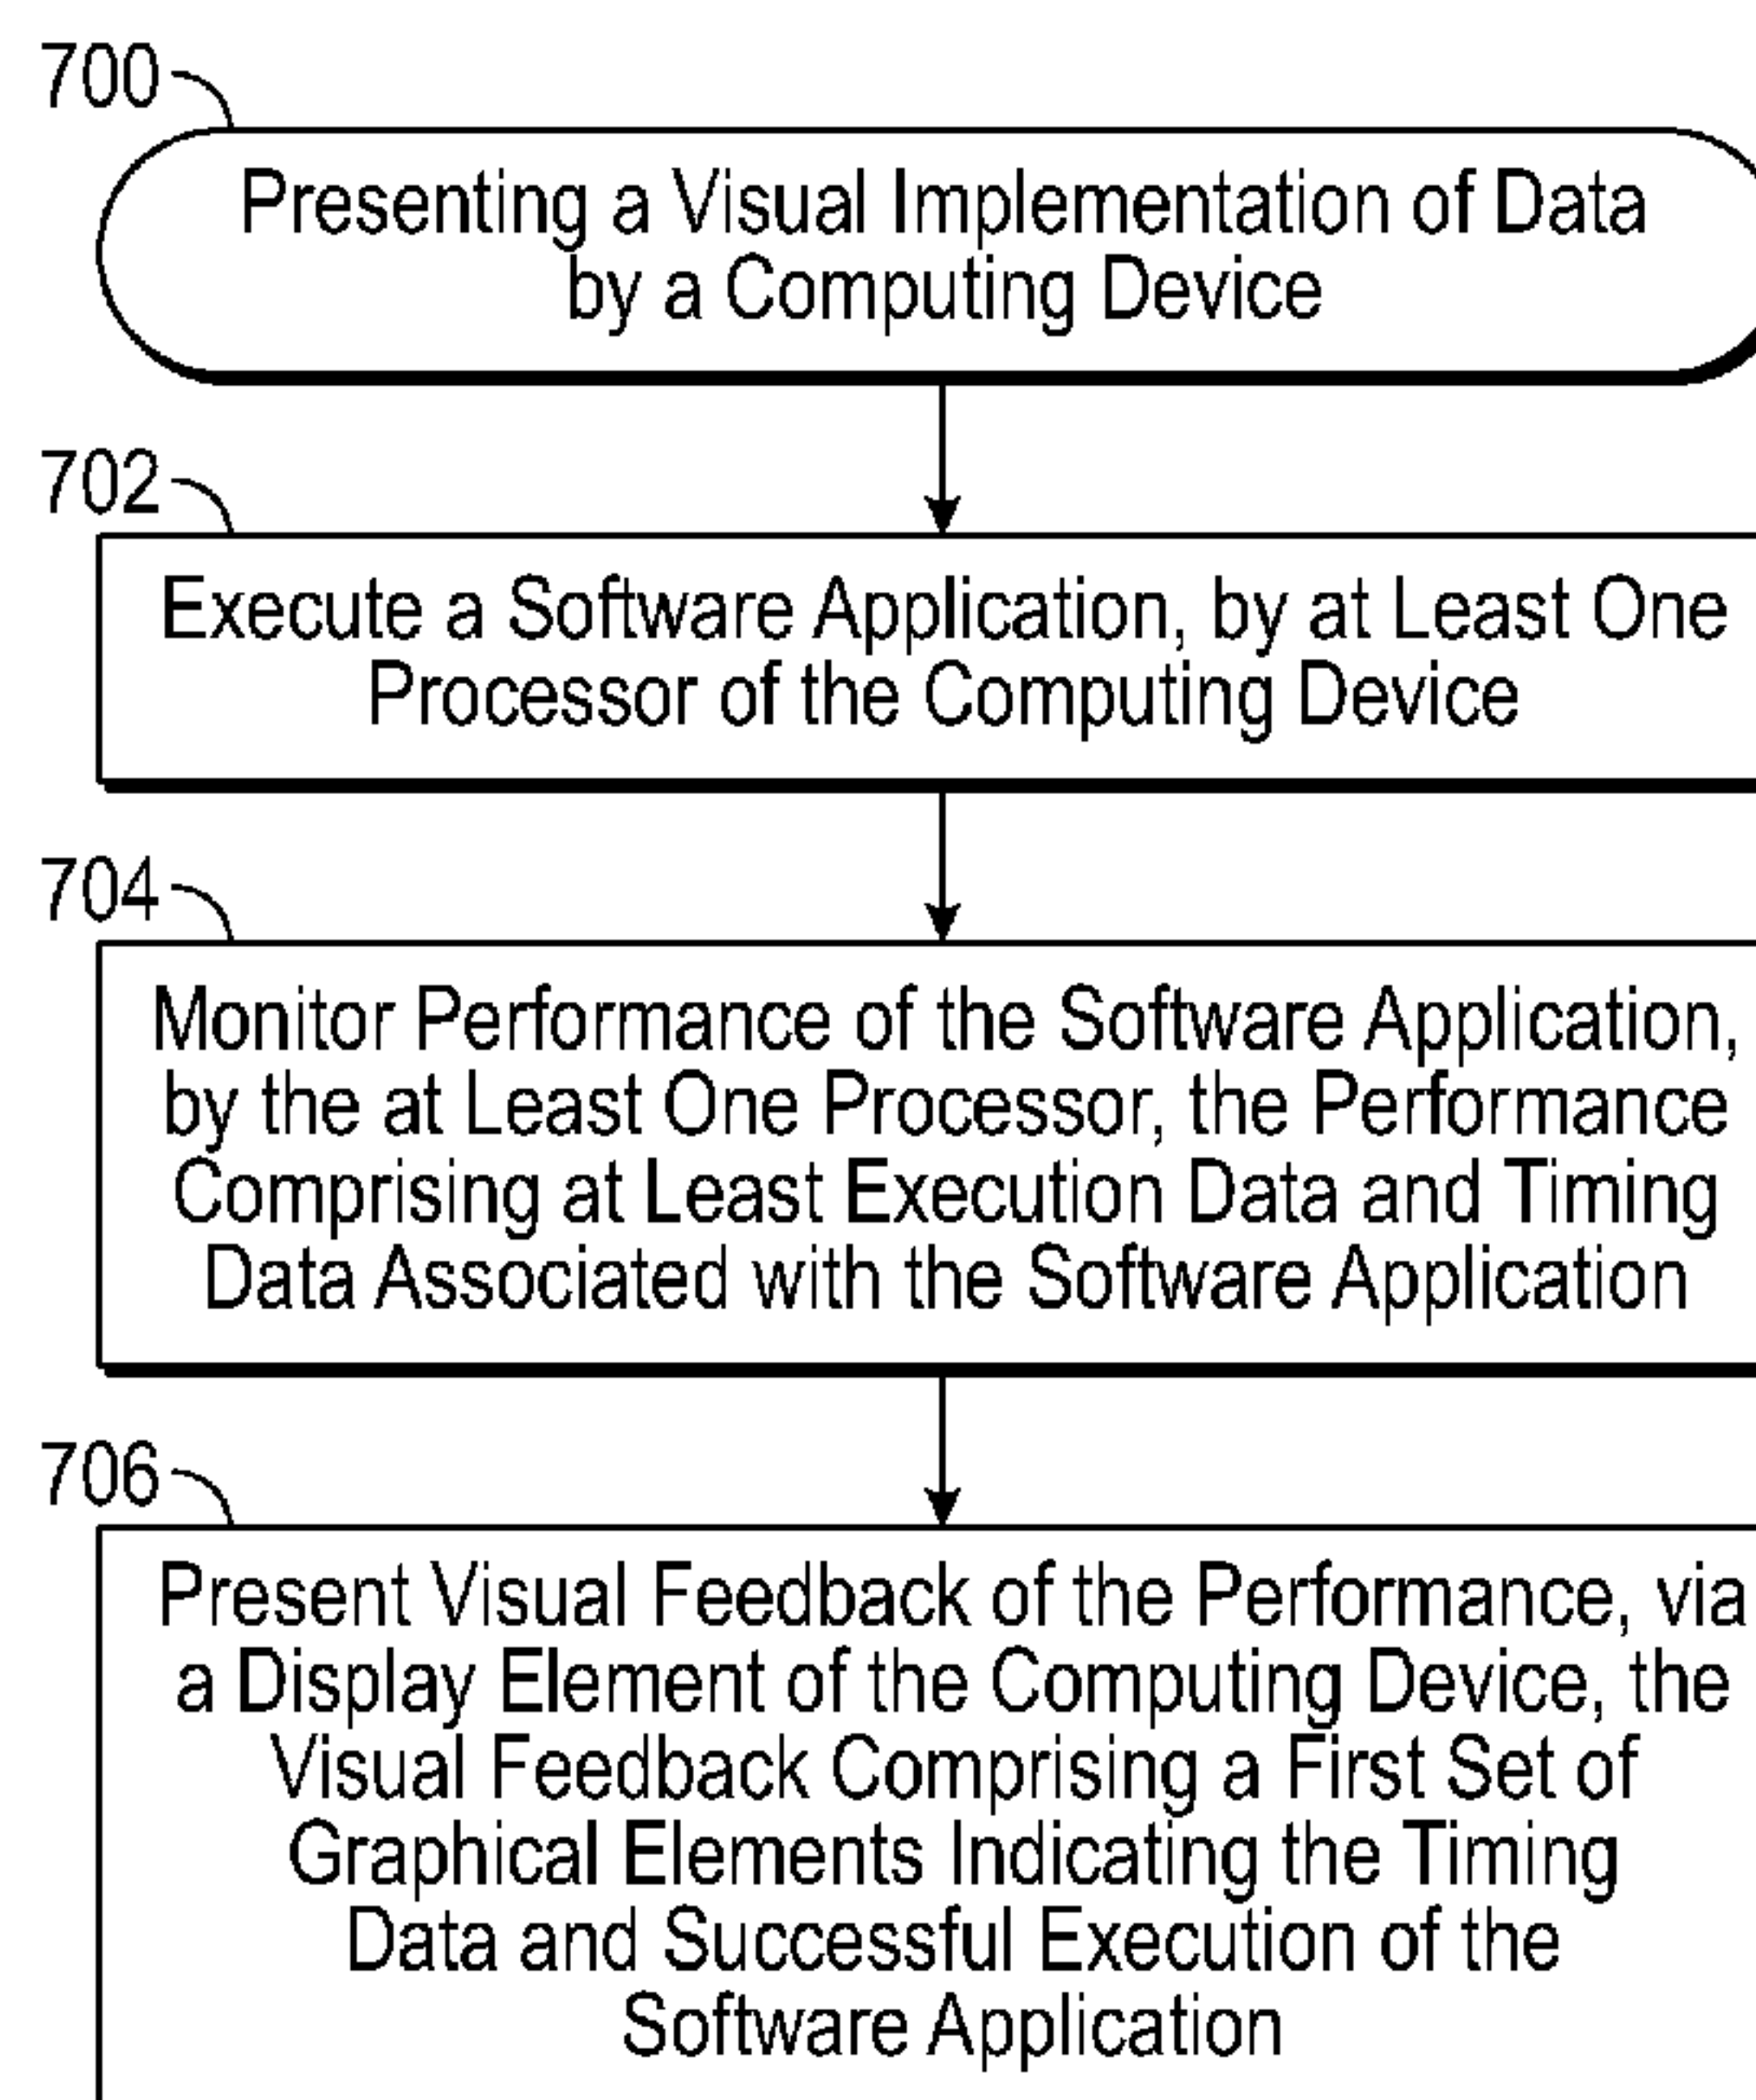 700
Presenting a Visual Implementation of Data
by a Computing Device
702
Execute a Software Application, by at Least One
Processor of the Computing Device
704
Monitor Performance of the Software Application,
by the at Least One Processor, the Performance
Comprising at Least Execution Data and Timing
Data Associated with the Software Application
706
Present Visual Feedback of the Performance, via
a Display Element of the Computing Device, the
Visual Feedback Comprising a First Set of
Graphical Elements Indicating the Timing
Data and Successful Execution of the
Software Application